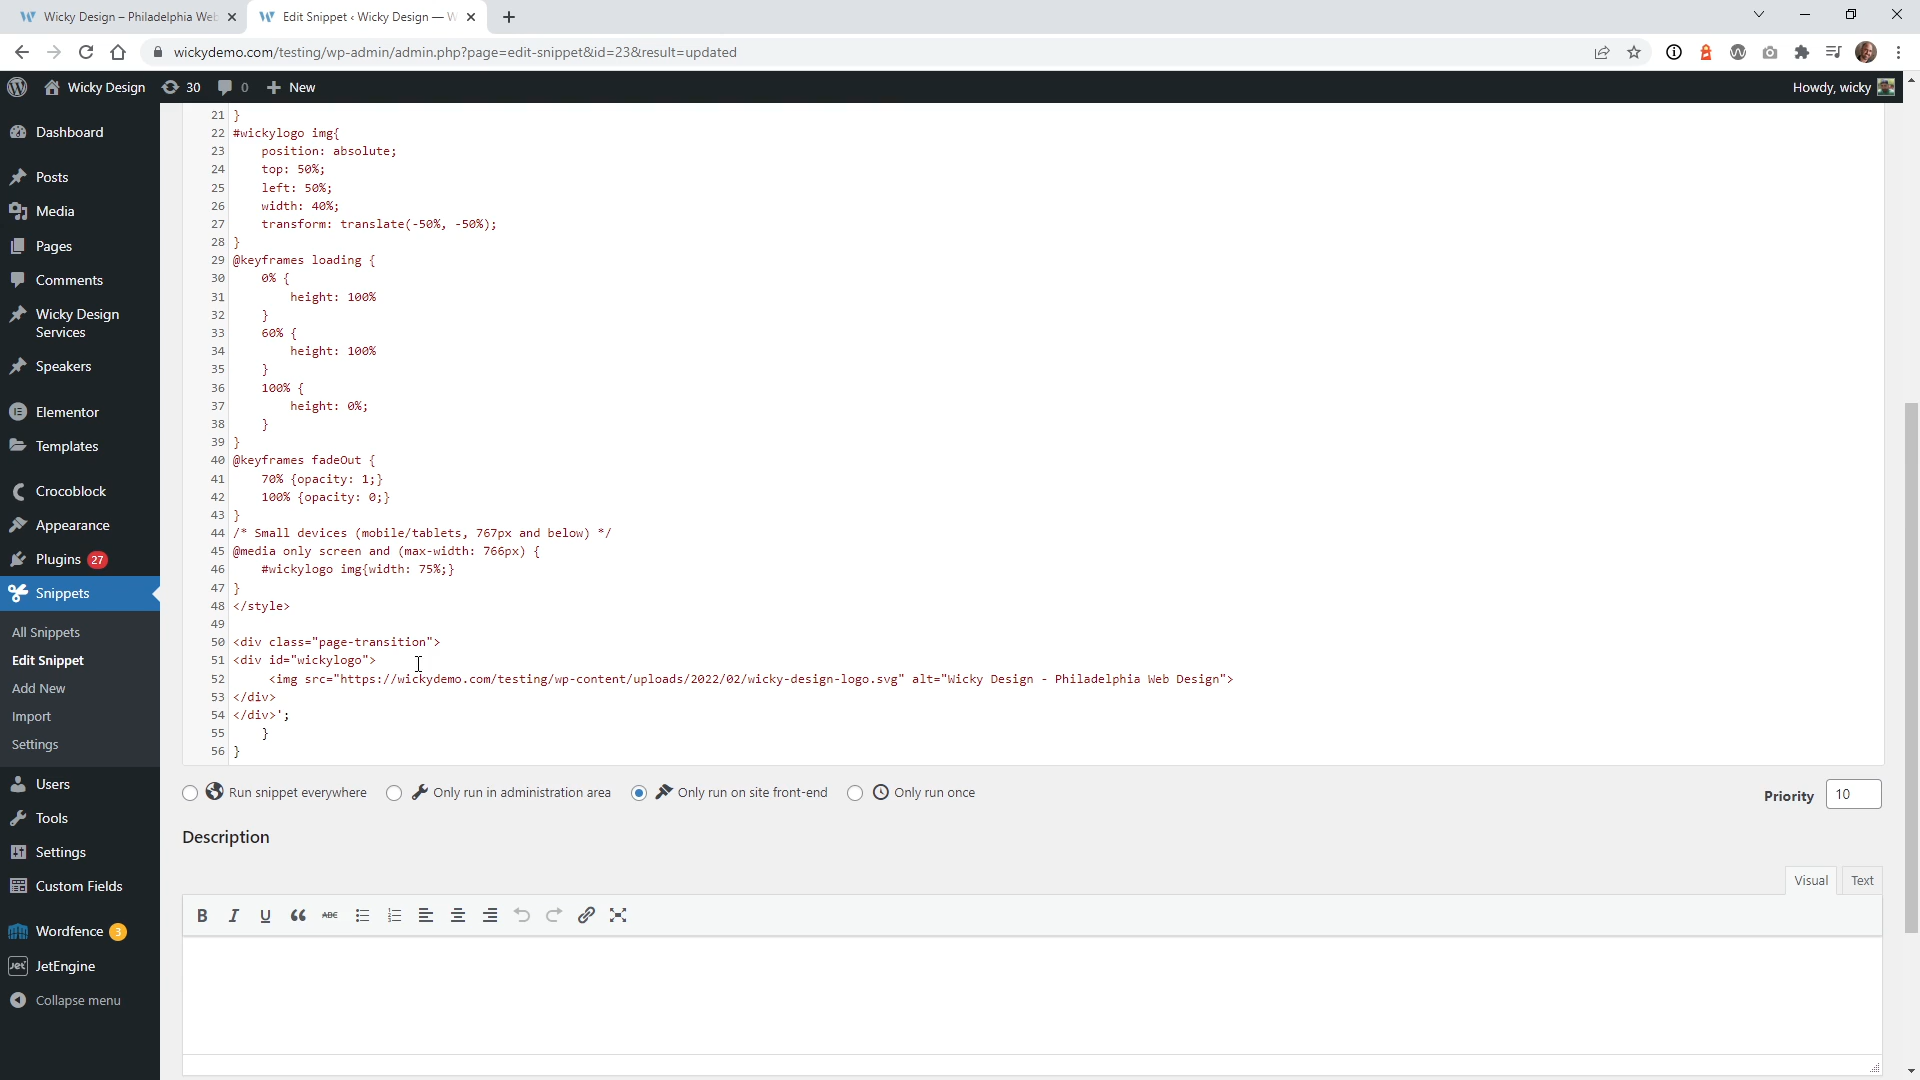 Wicky Design – Philadelphia Web
Edit Snippet ‹ Wicky Design — W
wickydemo.com/testing/wp-admin/admin.php?page=edit-snippet&id=23&result=updated
Wicky Design 30 0 New
Howdy, wicky
Dashboard
Posts
Media
Pages
Comments
Wicky Design
Services
Speakers
Elementor
Templates
Crocoblock
Appearance
Plugins 27
Snippets
All Snippets
Edit Snippet
Add New
Import
Settings
Users
Tools
Settings
Custom Fields
Wordfence 3
JetEngine
Collapse menu
21 }
22 #wickylogo img{
23 position: absolute;
24 top: 50%;
25 left: 50%;
26 width: 40%;
27 transform: translate(-50%, -50%);
28 }
29 @keyframes loading {
30 0% {
31 height: 100%
32 }
33 60% {
34 height: 100%
35 }
36 100% {
37 height: 0%;
38 }
39 }
40 @keyframes fadeOut {
41 70% {opacity: 1;}
42 100% {opacity: 0;}
43 }
44 /* Small devices (mobile/tablets, 767px and below) */
45 @media only screen and (max-width: 766px) {
46 #wickylogo img{width: 75%;}
47 }
48 </style>
49
50 <div class="page-transition">
51 <div id="wickylogo">
52 <img src="https://wickydemo.com/testing/wp-content/uploads/2022/02/wicky-design-logo.svg" alt="Wicky Design - Philadelphia Web Design">
53 </div>
54 </div>';
55 }
56 }
Run snippet everywhere Only run in administration area Only run on site front-end Only run once
Priority 10
Description
Visual Text
B I U ABC